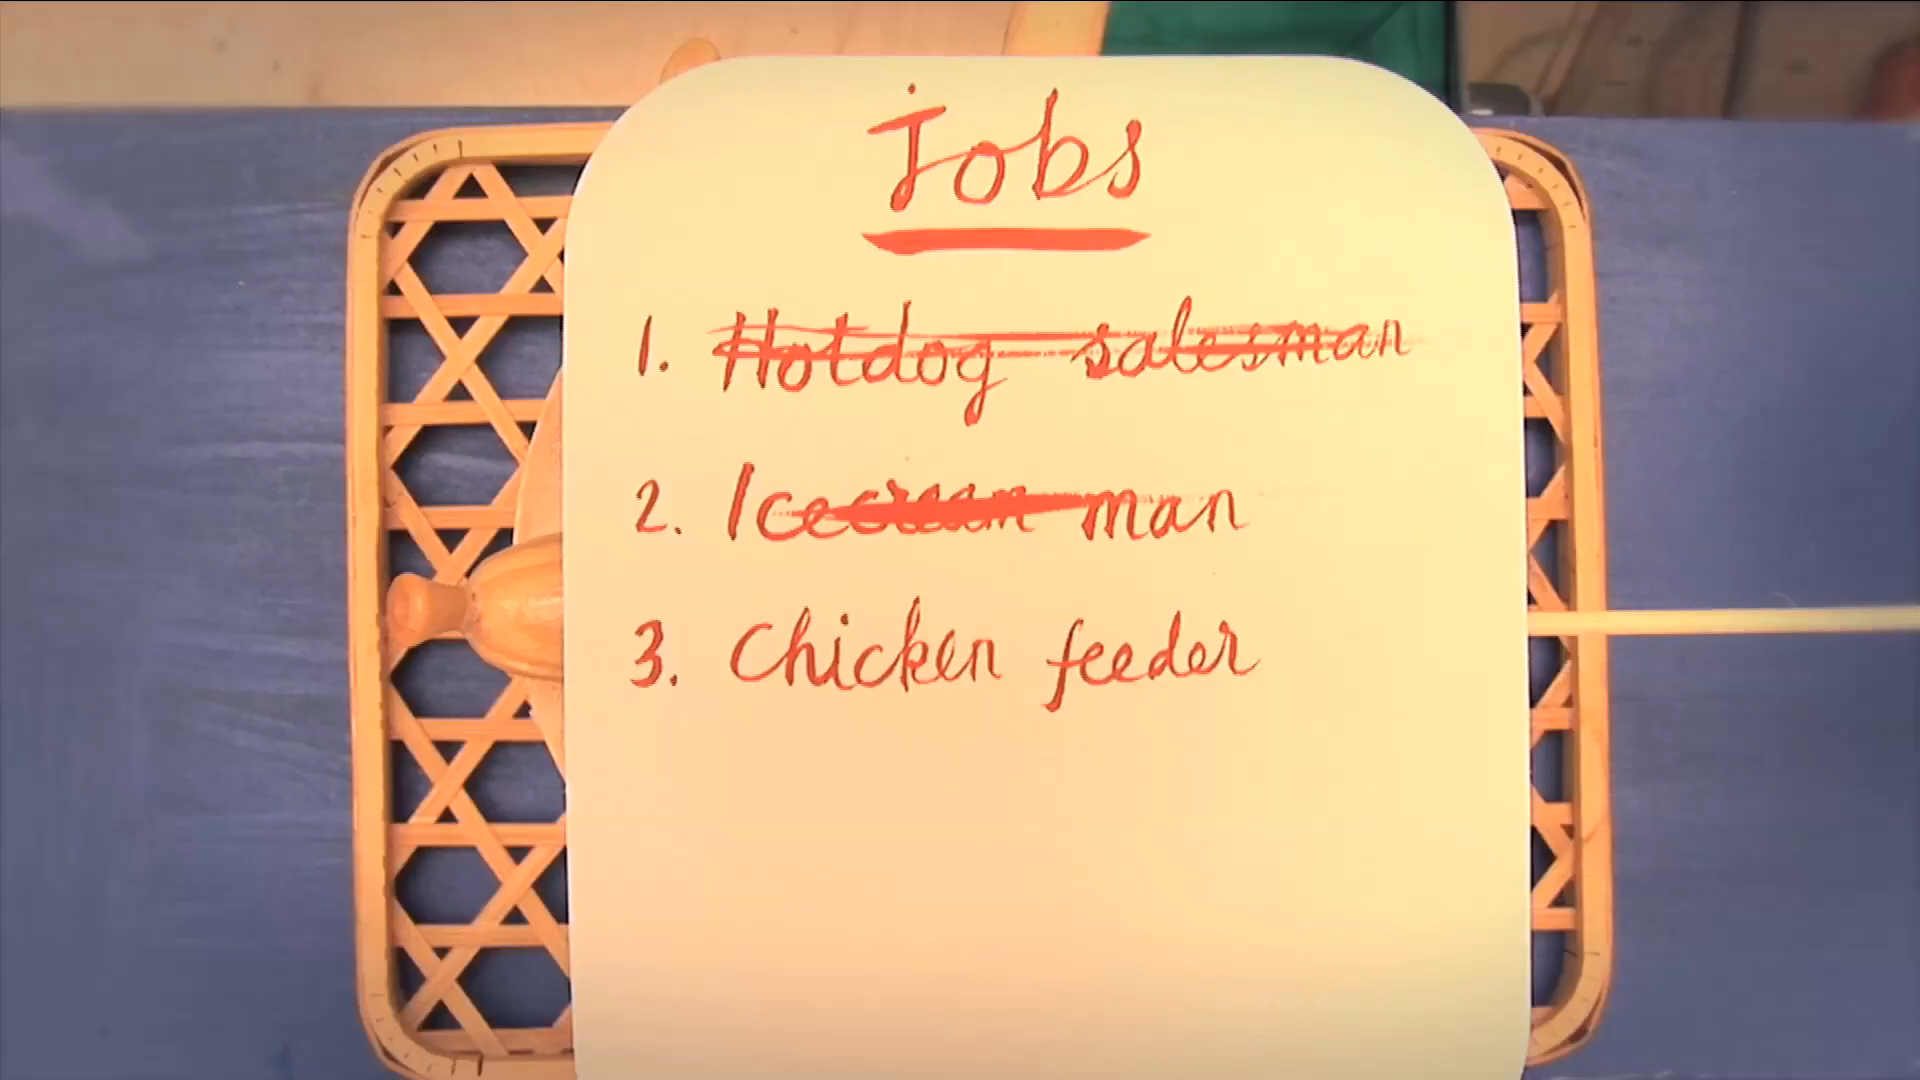 Jobs
1. Hotdog salesman
2. Icecream man
3. Chicken feeder